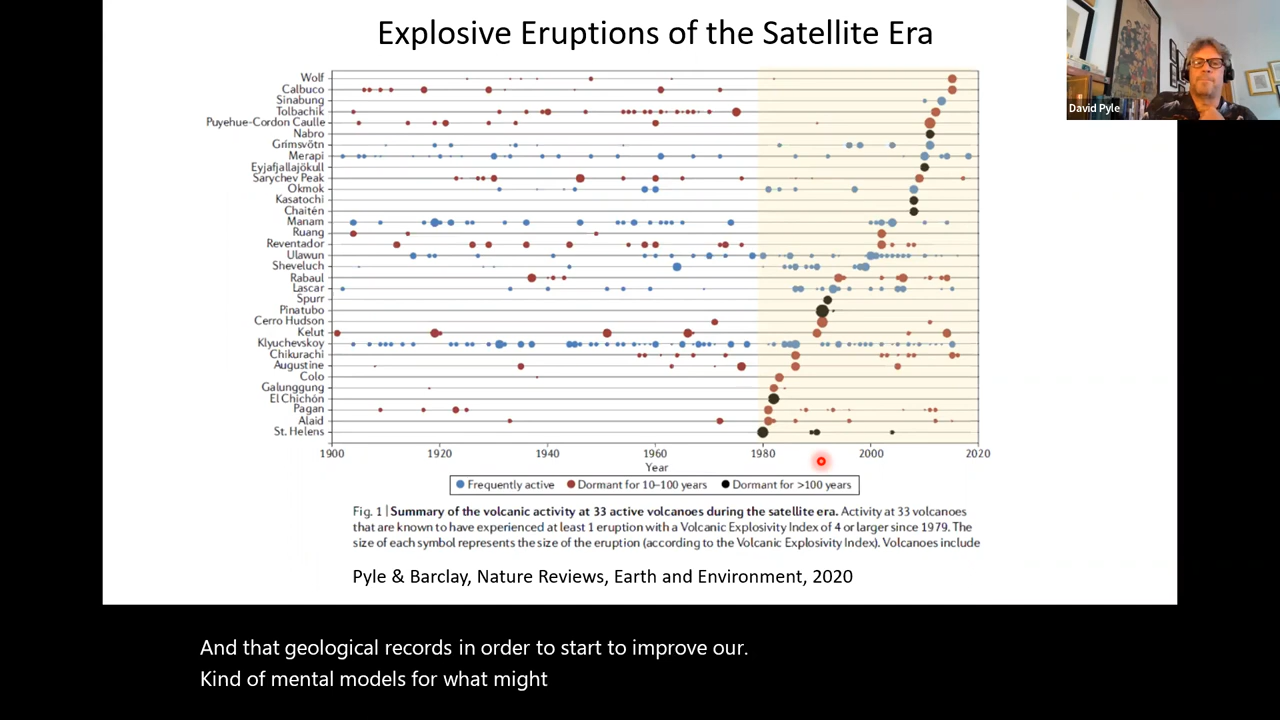 Explosive Eruptions of the Satellite Era
David Pyle
Wolf
Calbuco
Sinabung
Tolbachik
Puyehue-Cordon Caulle
Nabro
Grímsvötn
Merapi
Eyjafjallajökull
Sarychev Peak
Okmok
Kasatochi
Chaitén
Manam
Ruang
Reventador
Ulawun
Sheveluch
Rabaul
Lascar
Spurr
Pinatubo
Cerro Hudson
Kelut
Klyuchevskoy
Chikurachi
Augustine
Colo
Galunggung
El Chichón
Pagan
Alaid
St. Helens
1900 1920 1940 1960 1980 2000 2020
Year
Frequently active Dormant for 10–100 years Dormant for >100 years
Fig. 1 | Summary of the volcanic activity at 33 active volcanoes during the satellite era. Activity at 33 volcanoes
that are known to have experienced at least 1 eruption with a Volcanic Explosivity Index of 4 or larger since 1979. The
size of each symbol represents the size of the eruption (according to the Volcanic Explosivity Index). Volcanoes include
Pyle & Barclay, Nature Reviews, Earth and Environment, 2020
And that geological records in order to start to improve our.
Kind of mental models for what might